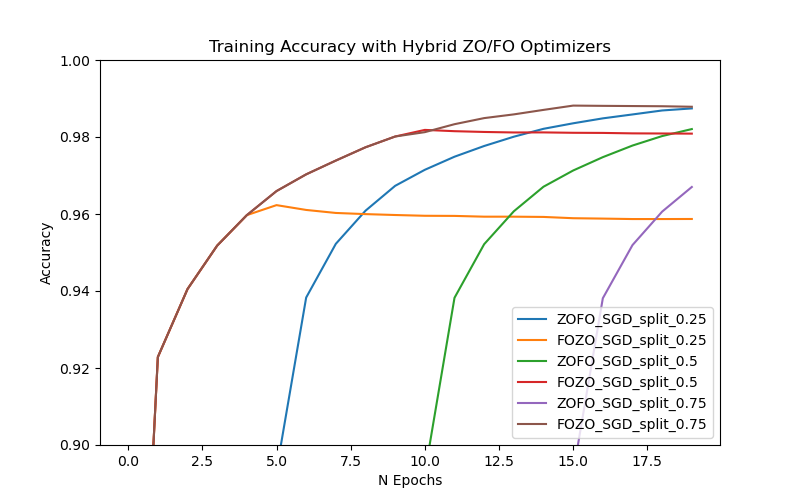 Training Accuracy with Hybrid ZO/FO Optimizers
1.00
0.98
0.96
0.94
0.92
0.90
Accuracy
0.0
2.5
5.0
7.5
10.0
12.5
15.0
17.5
N Epochs
ZOFO_SGD_split_0.25
FOZO_SGD_split_0.25
ZOFO_SGD_split_0.5
FOZO_SGD_split_0.5
ZOFO_SGD_split_0.75
FOZO_SGD_split_0.75